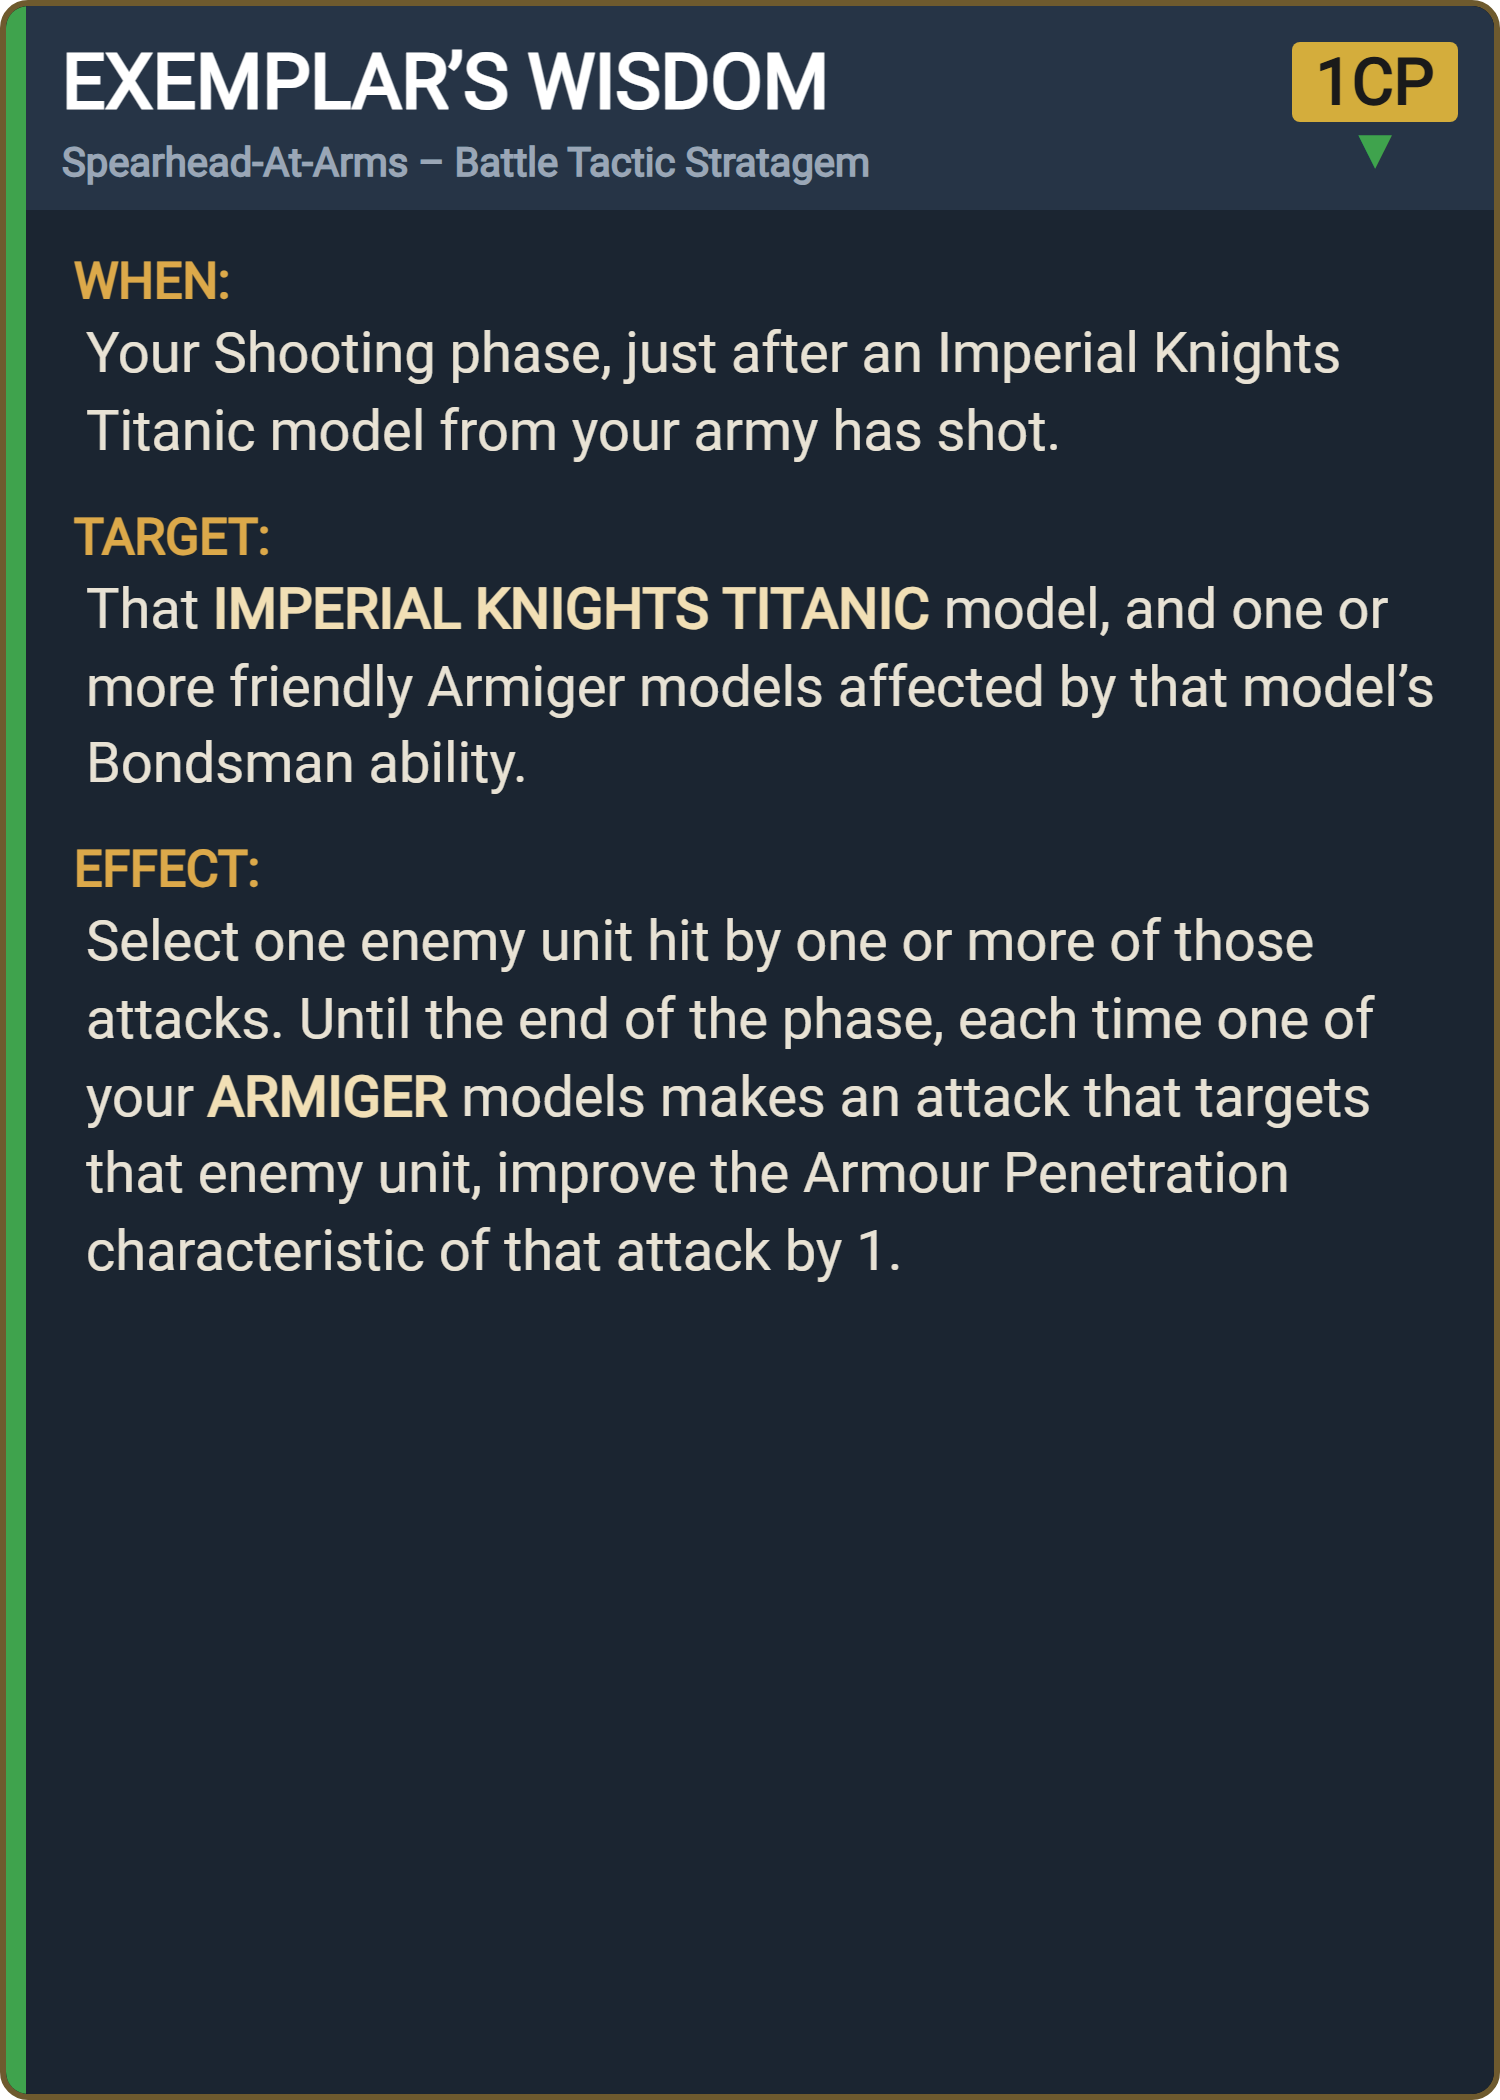 EXEMPLAR’S WISDOM
1CP
Spearhead-At-Arms – Battle Tactic Stratagem
WHEN:
Your Shooting phase, just after an Imperial Knights
Titanic model from your army has shot.
TARGET:
That IMPERIAL KNIGHTS TITANIC model, and one or
more friendly Armiger models affected by that model’s
Bondsman ability.
EFFECT:
Select one enemy unit hit by one or more of those
attacks. Until the end of the phase, each time one of
your ARMIGER models makes an attack that targets
that enemy unit, improve the Armour Penetration
characteristic of that attack by 1.